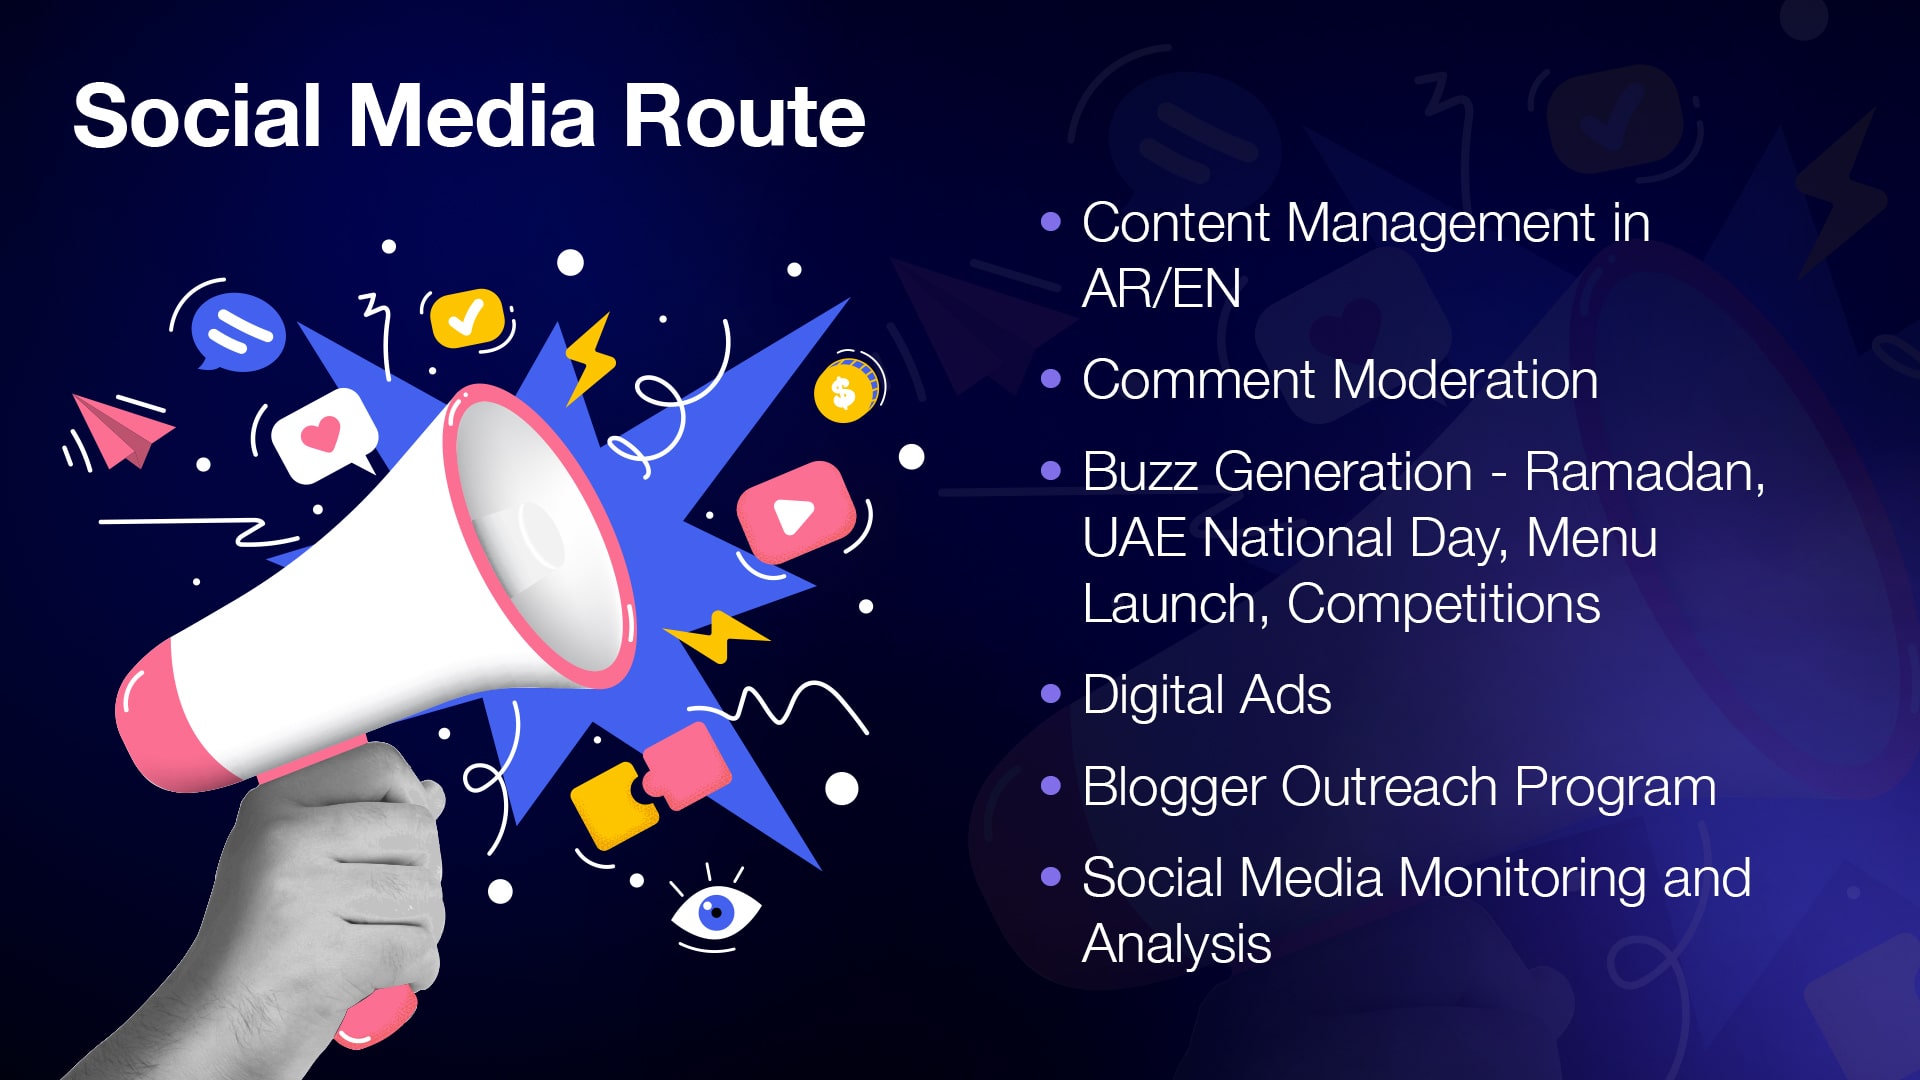 Social Media Route
• Content Management in
AR/EN
• Comment Moderation
• Buzz Generation - Ramadan,
UAE National Day, Menu
Launch, Competitions
• Digital Ads
• Blogger Outreach Program
• Social Media Monitoring and
Analysis
$